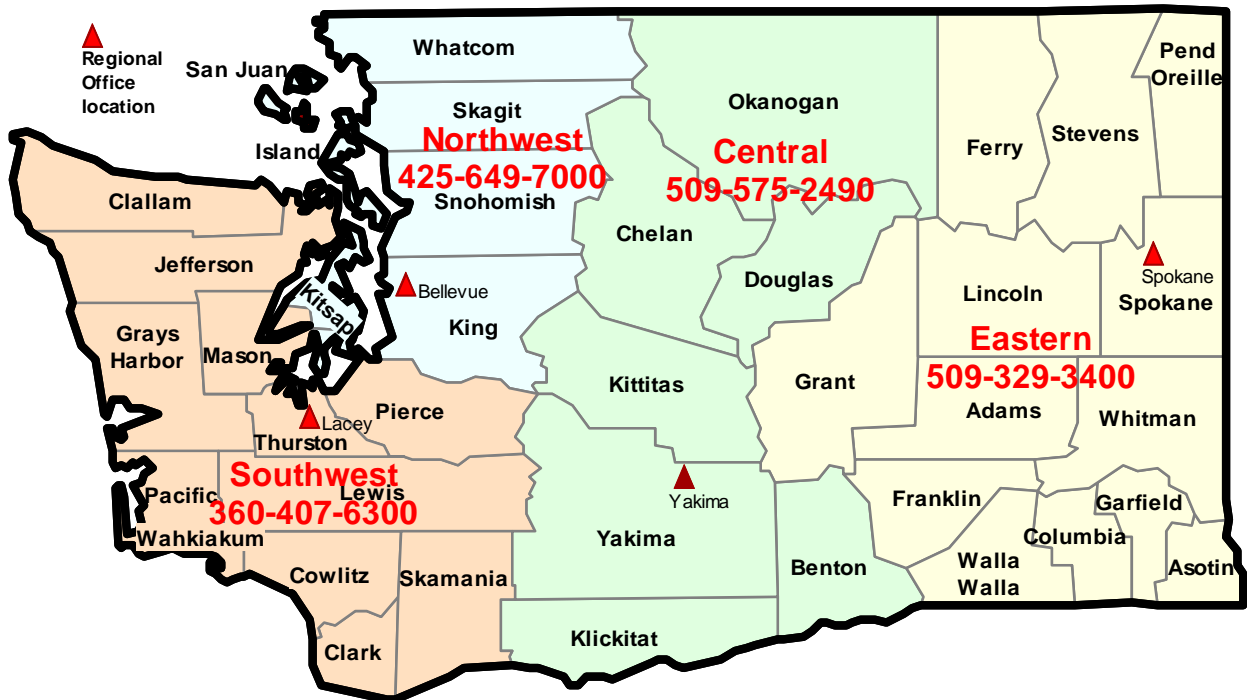 Regional
Office
location
San Juan
Island
Whatcom
Skagit
Northwest
425-649-7000
Snohomish
Bellevue
King
Okanogan
Central
509-575-2490
Chelan
Douglas
Kittitas
Yakima
Yakima
Benton
Klickitat
Ferry
Stevens
Pend
Oreille
Spokane
Spokane
Lincoln
Eastern
509-329-3400
Grant
Adams
Whitman
Franklin
Garfield
Columbia
Walla
Walla
Asotin
Clallam
Jefferson
Kitsap
Grays
Harbor
Mason
Pierce
Lacey
Thurston
Southwest
360-407-6300
Lewis
Pacific
Wahkiakum
Cowlitz
Skamania
Clark